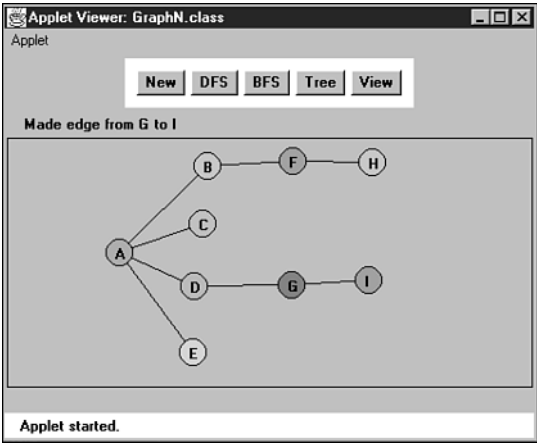 Applet Viewer: GraphN.class
Applet
New DFS BFS Tree View
Made edge from G to I
B F H
C
A
D G I
E
Applet started.